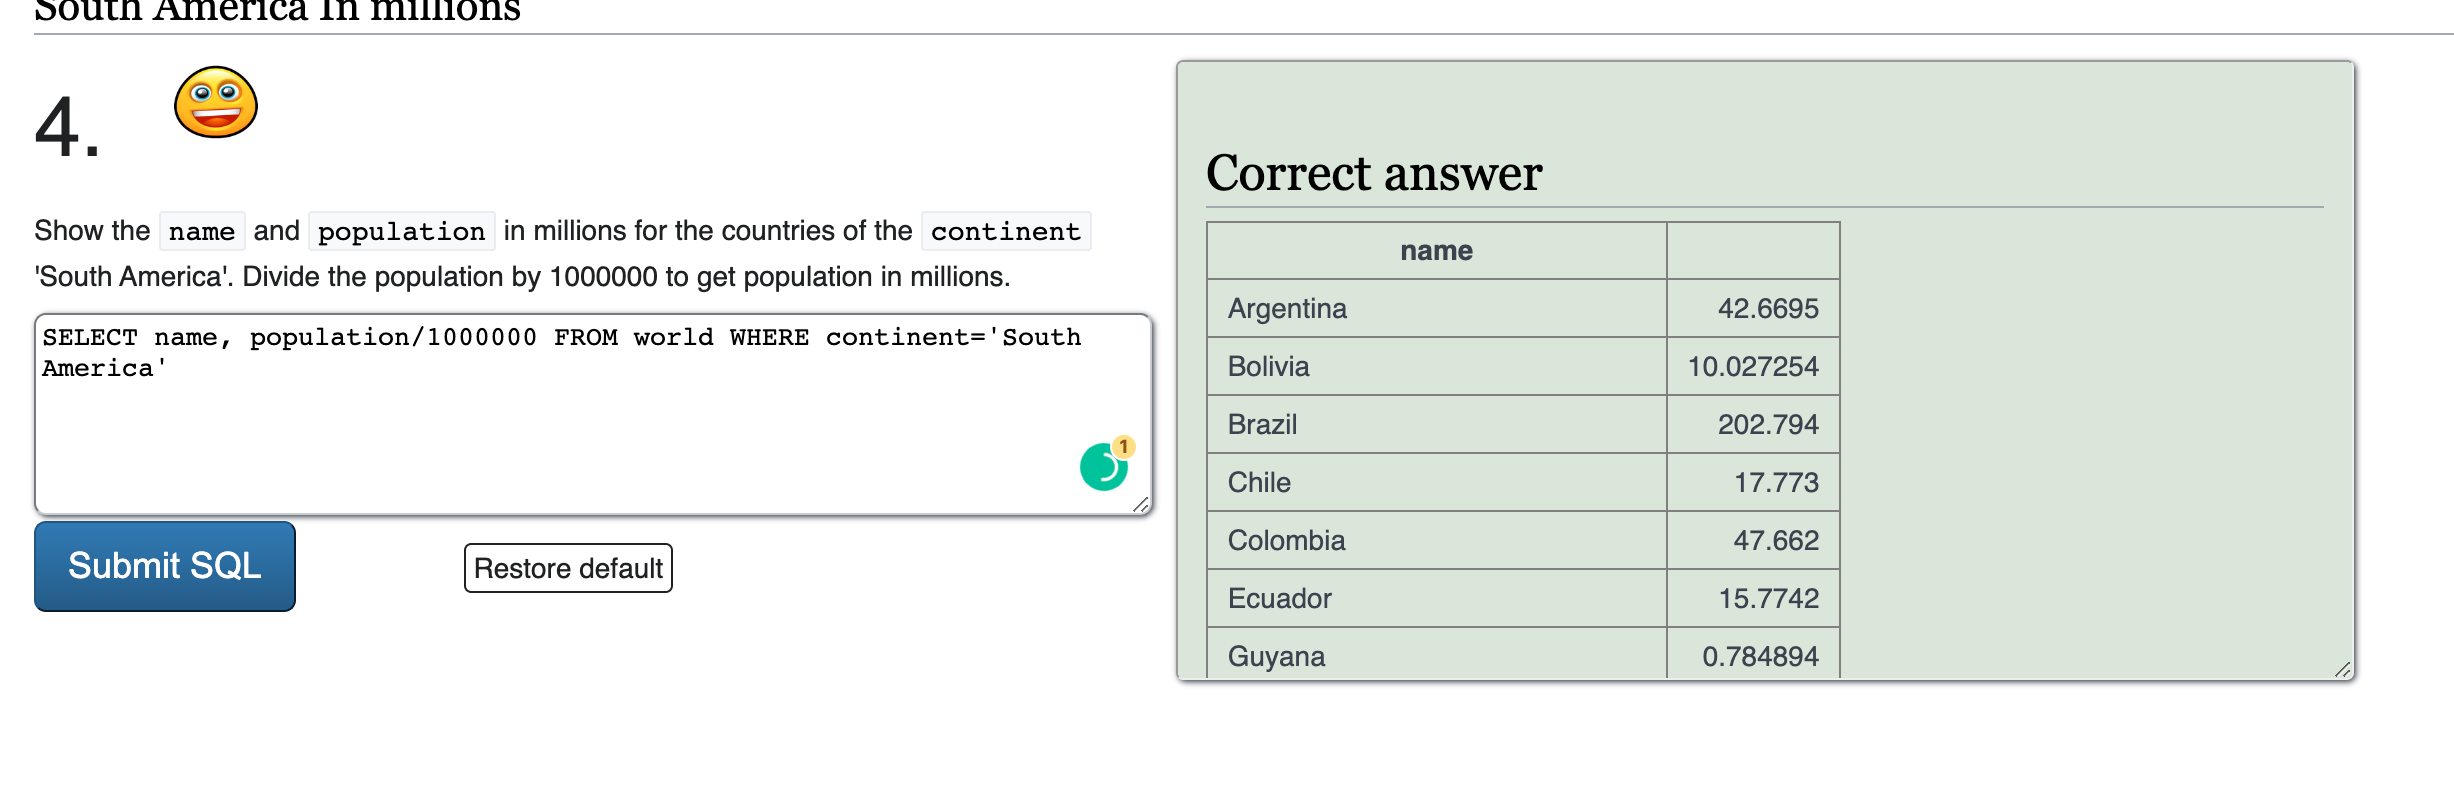 South America In millions
4.
Show the name and population in millions for the countries of the continent
'South America'. Divide the population by 1000000 to get population in millions.
SELECT name, population/1000000 FROM world WHERE continent='South
America'
1
Submit SQL
Restore default
Correct answer
name
Argentina 42.6695
Bolivia 10.027254
Brazil 202.794
Chile 17.773
Colombia 47.662
Ecuador 15.7742
Guyana 0.784894